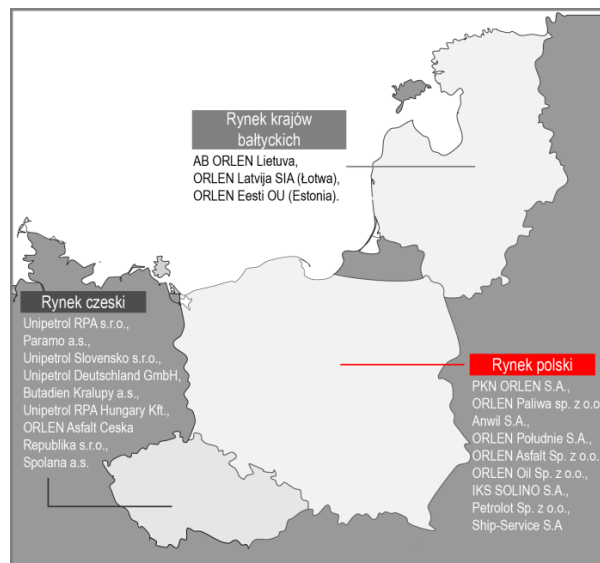 Rynek krajów
bałtyckich
AB ORLEN Lietuva,
ORLEN Latvija SIA (Łotwa),
ORLEN Eesti OU (Estonia).
Rynek czeski
Unipetrol RPA s.r.o.,
Paramo a.s.,
Unipetrol Slovensko s.r.o.,
Unipetrol Deutschland GmbH,
Butadien Kralupy a.s.,
Unipetrol RPA Hungary Kft.,
ORLEN Asfalt Ceska
Republika s.r.o.,
Spolana a.s.
Rynek polski
PKN ORLEN S.A.,
ORLEN Paliwa sp. z o.o
Anwil S.A.,
ORLEN Południe S.A.,
ORLEN Asfalt Sp. z o.o
ORLEN Oil Sp. z o.o.,
IKS SOLINO S.A.,
Petrolot Sp. z o.o.,
Ship-Service S.A